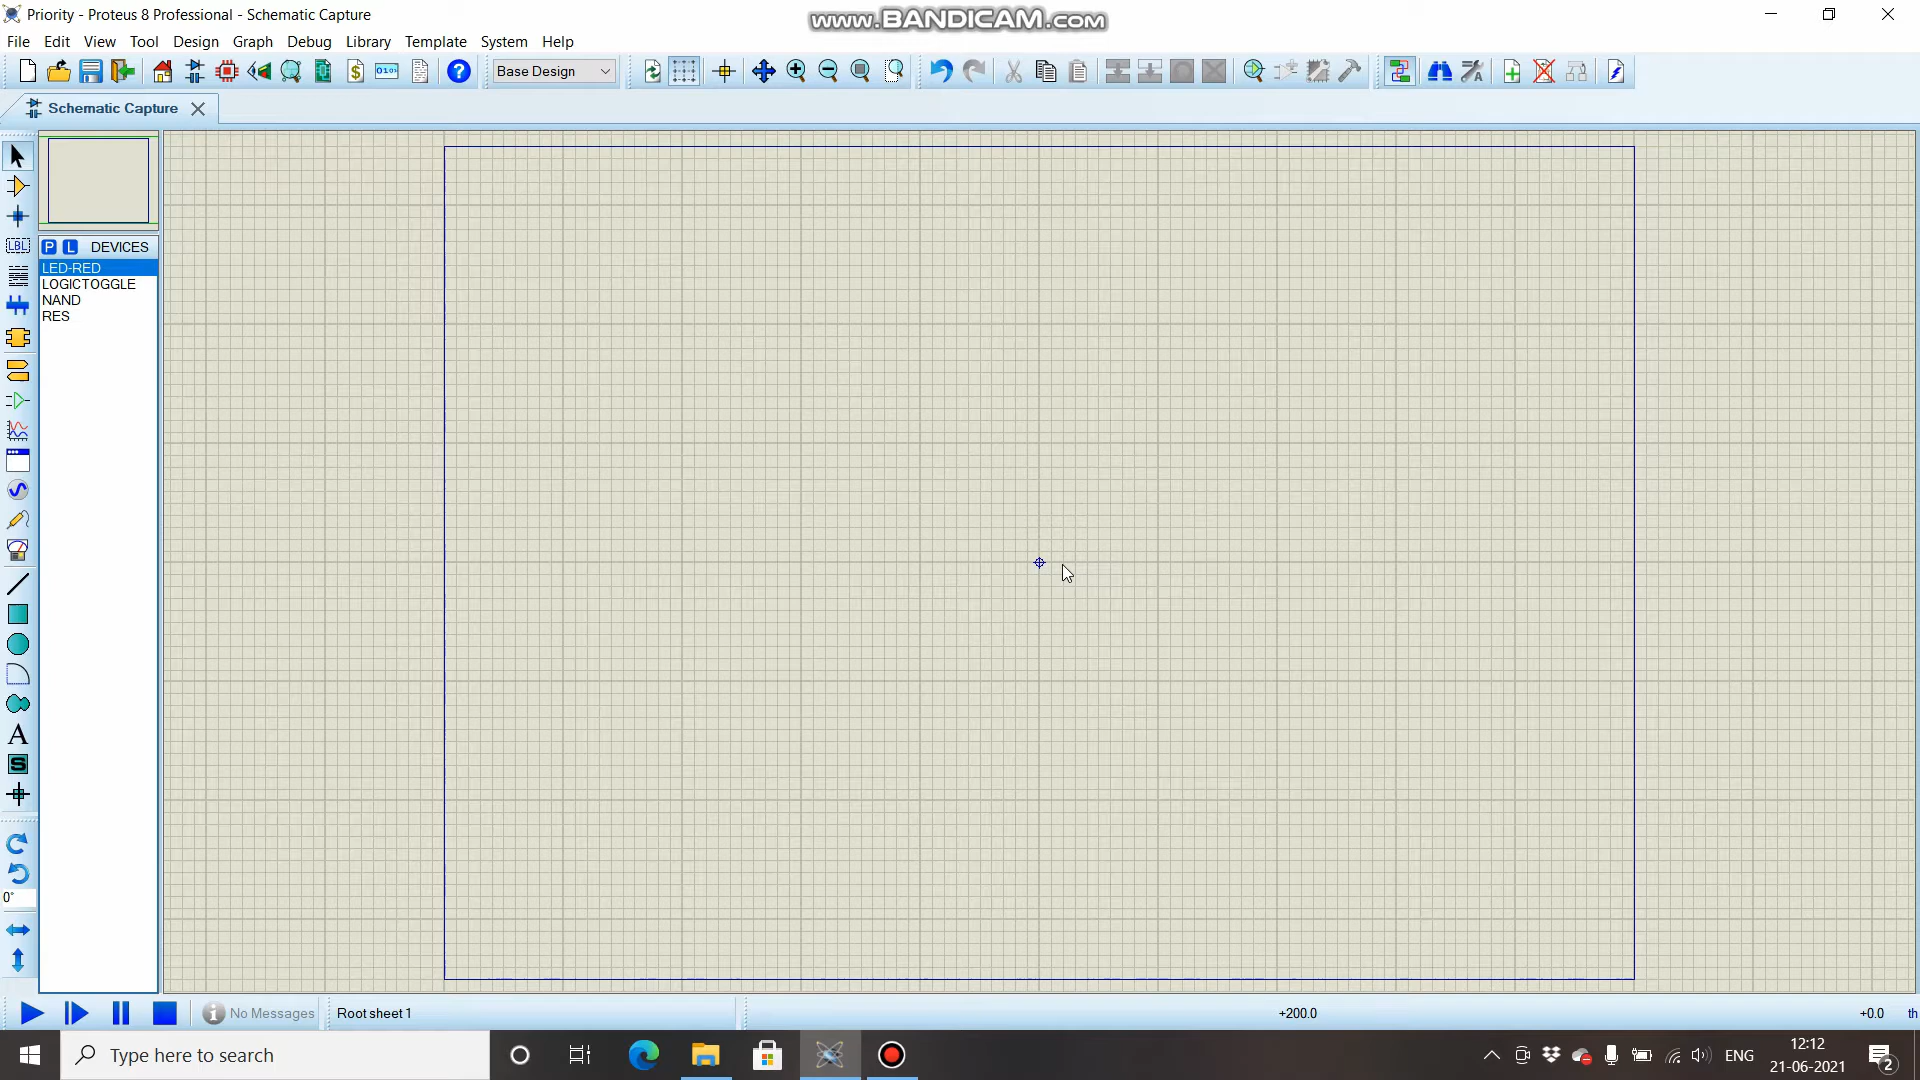 Priority - Proteus 8 Professional - Schematic Capture
www.BANDICAM.com
File Edit View Tool Design Graph Debug Library Template System Help
Base Design
Schematic Capture
P L DEVICES
LED-RED
LOGICTOGGLE
NAND
RES
LBL
A
S
0°
No Messages
Root sheet 1
+200.0
+0.0
th
Type here to search
ENG
12:12
21-06-2021
2